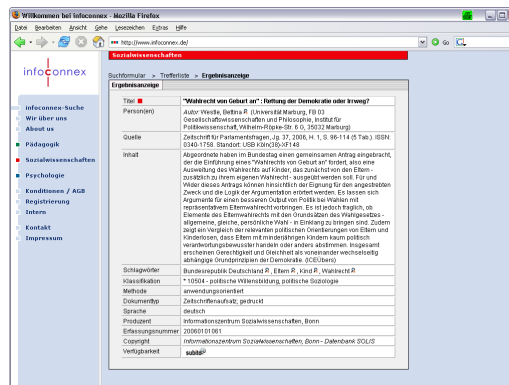 Willkommen bei infoconnex - Mozilla Firefox
Datei Bearbeiten Ansicht Gehe Lesezeichen Extras Hilfe
http://www.infoconnex.de/
Go
Sozialwissenschaften
infoconnex
Suchformular > Trefferliste > Ergebnisanzeige
Ergebnisanzeige
infoconnex-Suche
Wir über uns
About us
Pädagogik
Sozialwissenschaften
Psychologie
Konditionen / AGB
Registrierung
Intern
Kontakt
Impressum
Titel "Wahlrecht von Geburt an" : Rettung der Demokratie oder Irrweg?
Person(en) Autor: Westle, Bettina (Universität Marburg, FB 03
Gesellschaftswissenschaften und Philosophie, Institut für
Politikwissenschaft, Wilhelm-Röpke-Str. 6 G, 35032 Marburg)
Quelle Zeitschrift für Parlamentsfragen, Jg. 37, 2006, H. 1, S. 96-114 (5 Tab.). ISSN:
0340-1758. Standort: USB Köln(38)-XF148
Inhalt Abgeordnete haben im Bundestag einen gemeinsamen Antrag eingebracht,
der die Einführung eines "Wahlrechts von Geburt an" fordert, also eine
Ausweitung des Wahlrechts auf Kinder, das zunächst von den Eltern -
zusätzlich zu ihrem eigenen Wahlrecht - ausgeübt werden soll. Für und
Wider dieses Antrags können hinsichtlich der Eignung für den angestrebten
Zweck und die Logik der Argumentation erörtert werden. Es lassen sich
Argumente für einen besseren Output von Politik bei Wahlen mit
repräsentativem Elternwahlrecht vorbringen. Es ist jedoch fraglich, ob
Elemente des Elternwahlrechts mit den Grundsätzen des Wahlgesetzes -
allgemeine, gleiche, persönliche Wahl - in Einklang zu bringen sind. Zudem
zeigt ein Vergleich der relevanten politischen Orientierungen von Eltern und
Kinderlosen, dass Eltern mit minderjährigen Kindern kaum politisch
verantwortungsbewusster handeln oder anders abstimmen. Insgesamt
erscheinen Gerechtigkeit und Gleichheit als voneinander wechselseitig
abhängige Grundprinzipien der Demokratie. (ICEÜbers)
Schlagwörter Bundesrepublik Deutschland , Eltern , Kind , Wahlrecht
Klassifikation * 10504 - politische Willensbildung, politische Soziologie
Methode anwendungsorientiert
Dokumenttyp Zeitschriftenaufsatz; gedruckt
Sprache deutsch
Produzent Informationszentrum Sozialwissenschaften, Bonn
Erfassungsnummer 20060101061
Copyright Informationszentrum Sozialwissenschaften, Bonn - Datenbank SOLIS
Verfügbarkeit subito